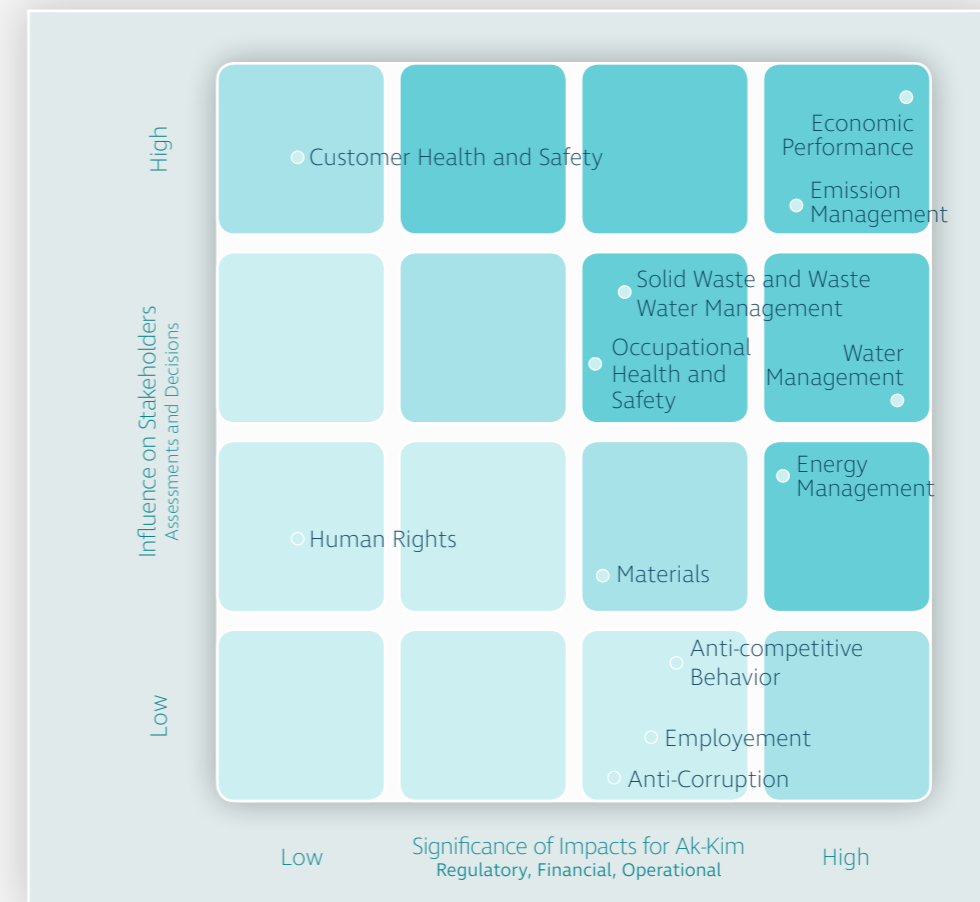 High
Economic
Performance
Customer Health and Safety
Emission
Management
Solid Waste and Waste
Water Management
Occupational
Health and
Safety
Water
Management
Influence on Stakeholders
Assessments and Decisions
Energy
Management
Human Rights
Materials
Anti-competitive
Behavior
Low
Employement
Anti-Corruption
Low
Significance of Impacts for Ak-Kim
Regulatory, Financial, Operational
High